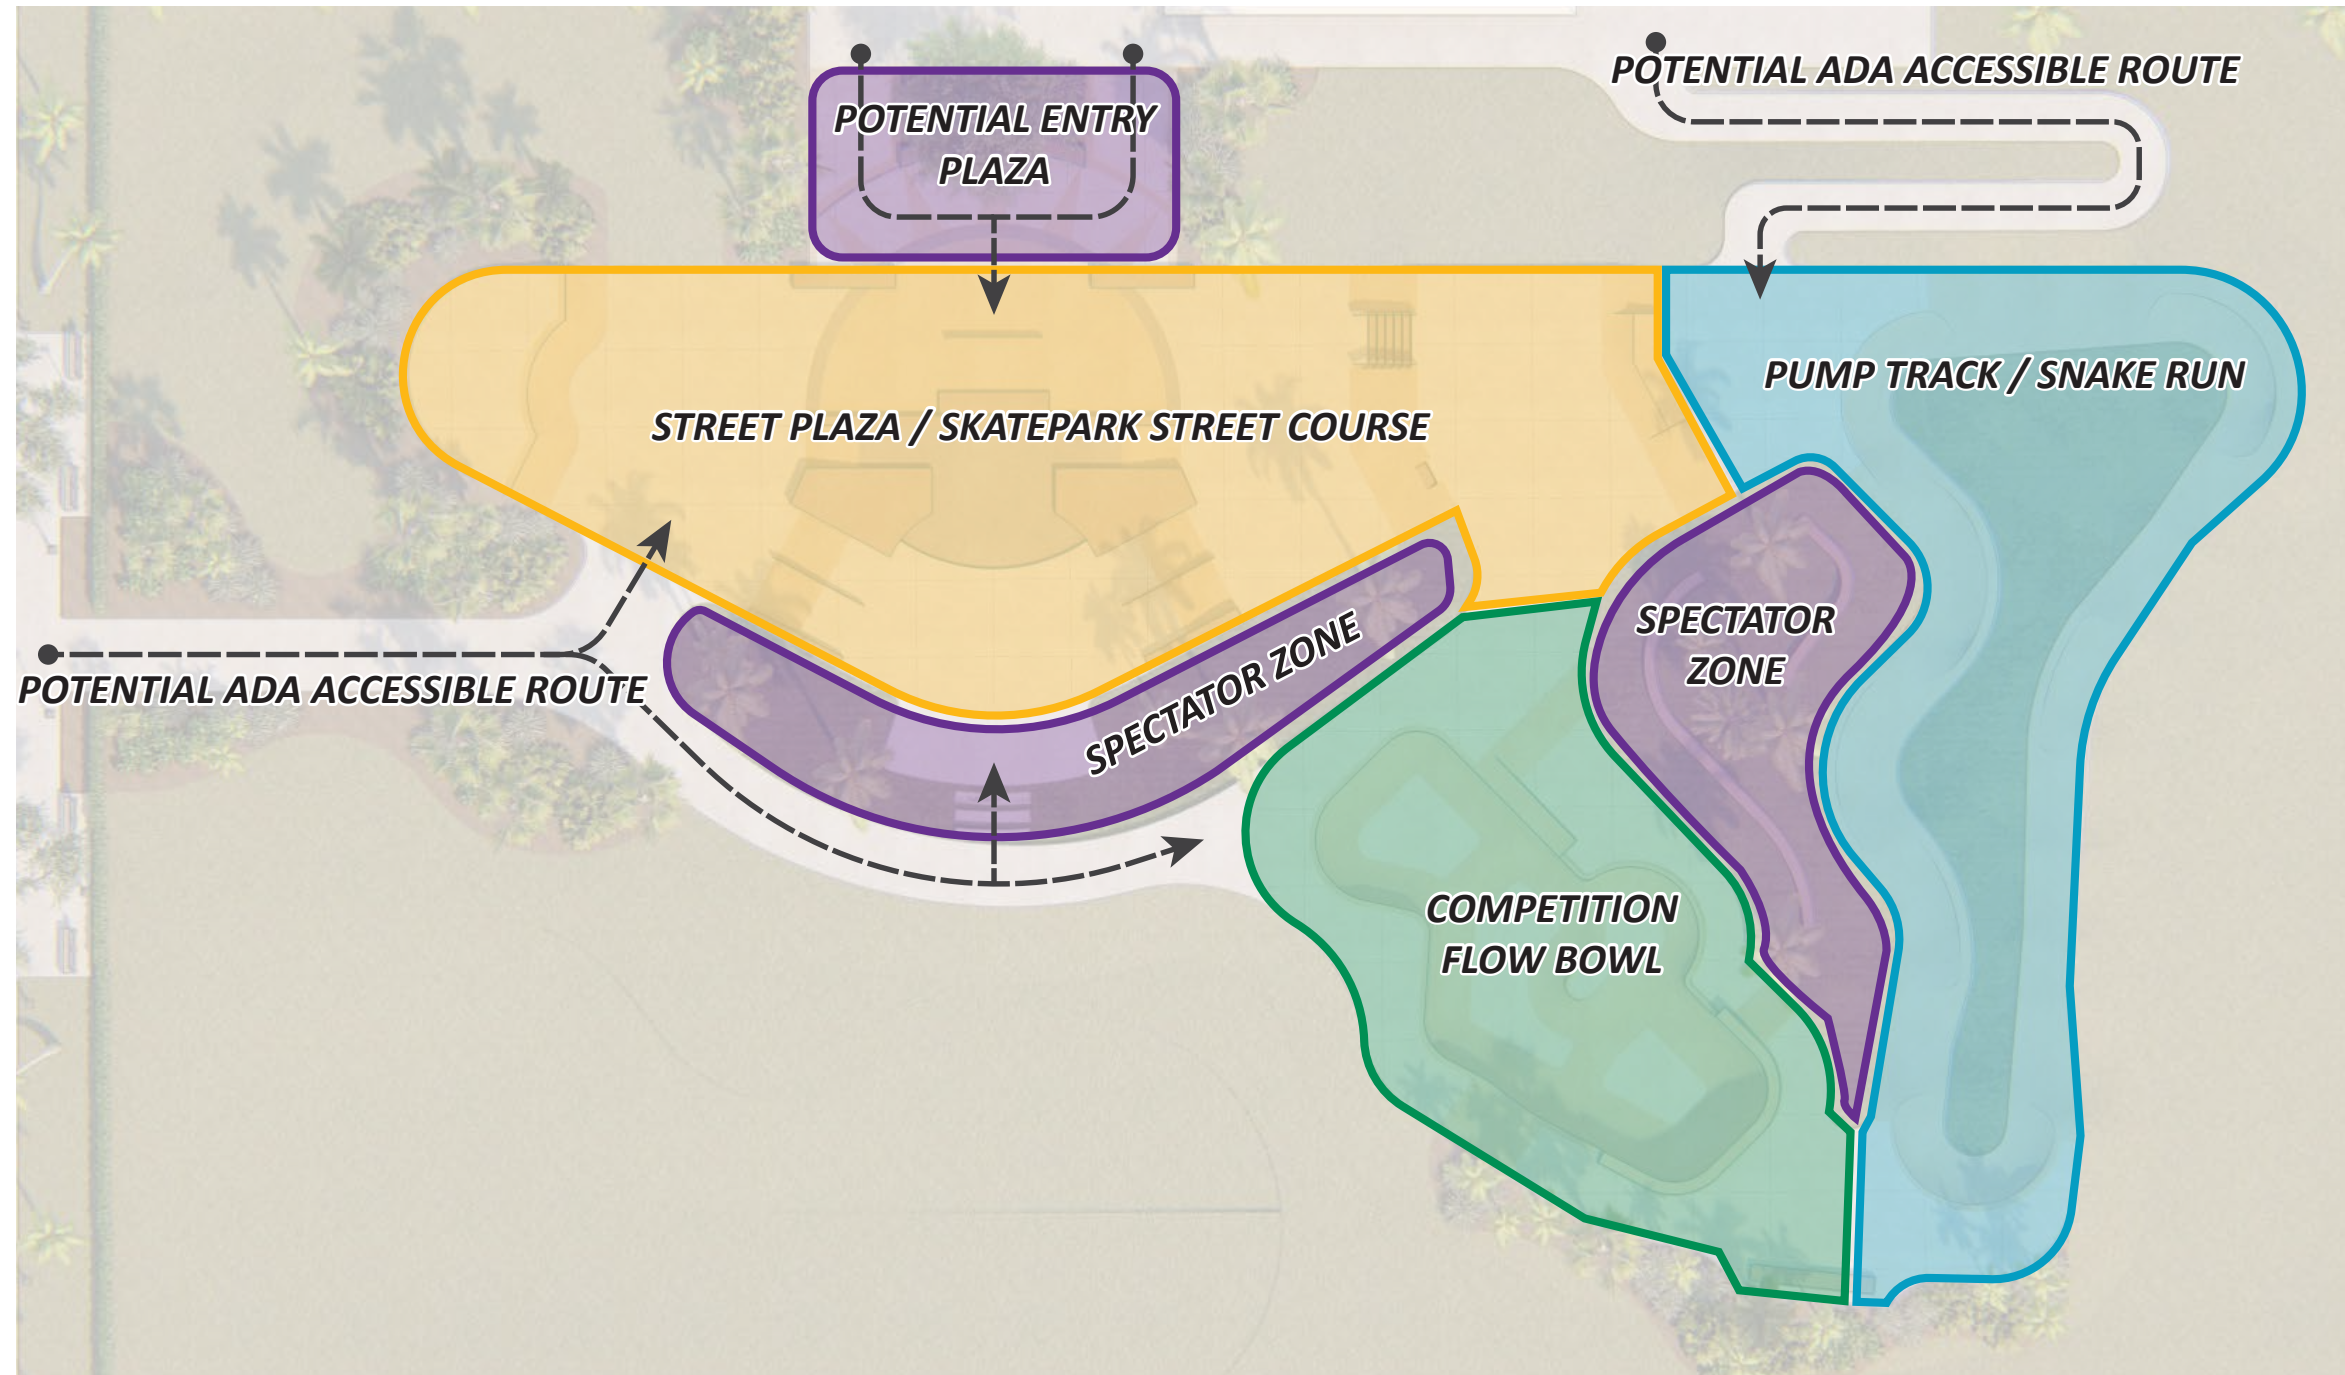 POTENTIAL ADA ACCESSIBLE ROUTE
POTENTIAL ENTRY
PLAZA
PUMP TRACK / SNAKE RUN
STREET PLAZA / SKATEPARK STREET COURSE
SPECTATOR ZONE
SPECTATOR
ZONE
POTENTIAL ADA ACCESSIBLE ROUTE
COMPETITION
FLOW BOWL